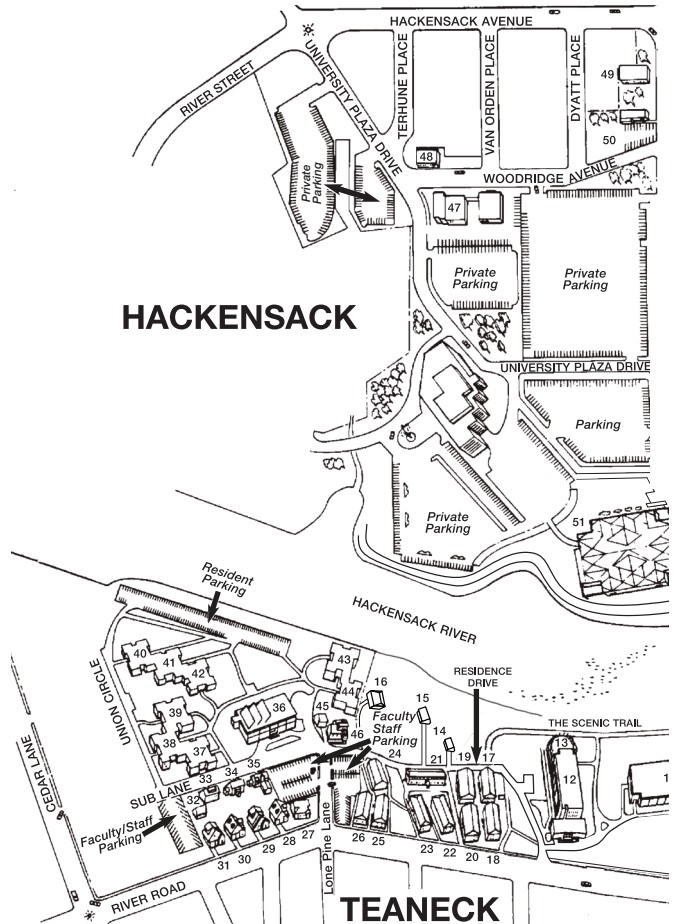 HACKENSACK AVENUE
RIVER STREET
UNIVERSITY PLAZA DRIVE
TERHUNE PLACE
VAN ORDEN PLACE
DYATT PLACE
49
50
48
WOODRIDGE AVENUE
Private
Parking
47
Private
Parking
Private
Parking
HACKENSACK
UNIVERSITY PLAZA DRIVE
Parking
Private
Parking
51
Resident
Parking
HACKENSACK RIVER
40
41
42
43
44
16
RESIDENCE
DRIVE
15
14
UNION CIRCLE
39
36
45
46
Faculty
Staff
Parking
24
THE SCENIC TRAIL
38
37
35
34
33
32
21
19
17
13
12
1
CEDAR LANE
SUB LANE
Faculty/Staff
Parking
31
30
29
28
27
Lone Pine Lane
26
25
23
22
20
18
RIVER ROAD
TEANECK